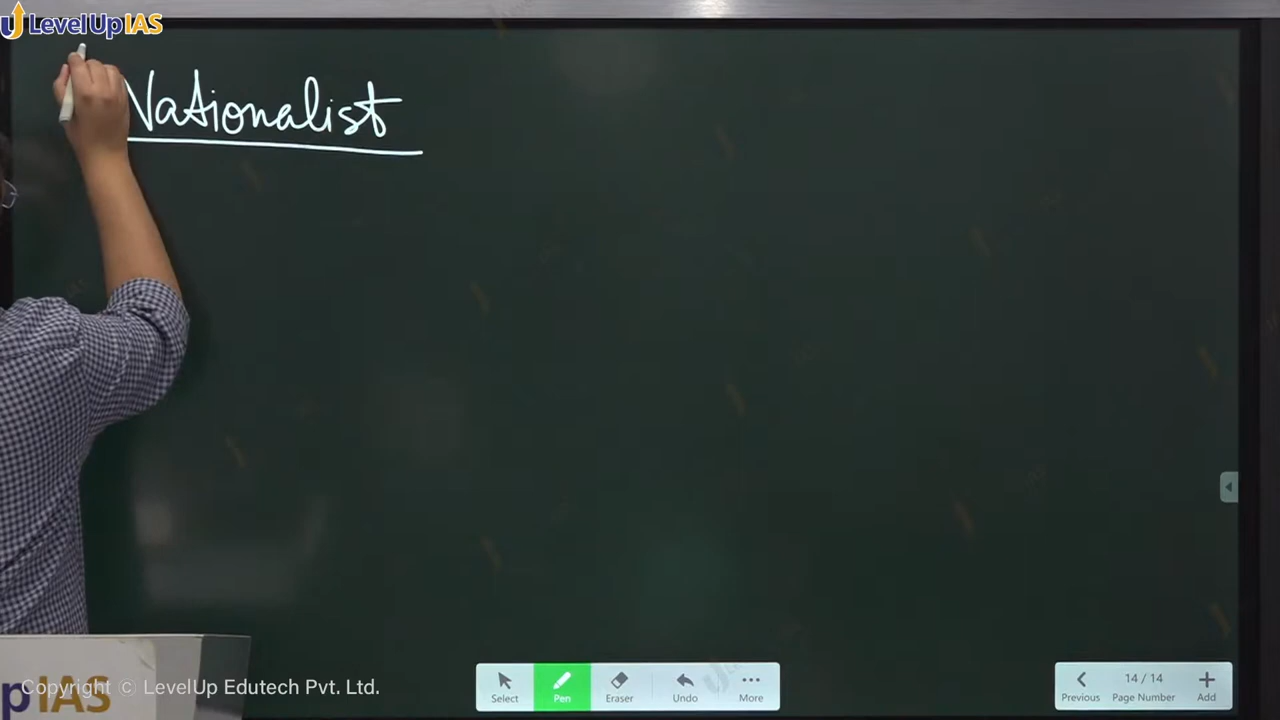 LevelUp IAS
Nationalist
Select
Pen
Eraser
Undo
More
Previous
14 / 14
Page Number
Add
pIAS
Copyright © LevelUp Edutech Pvt. Ltd.